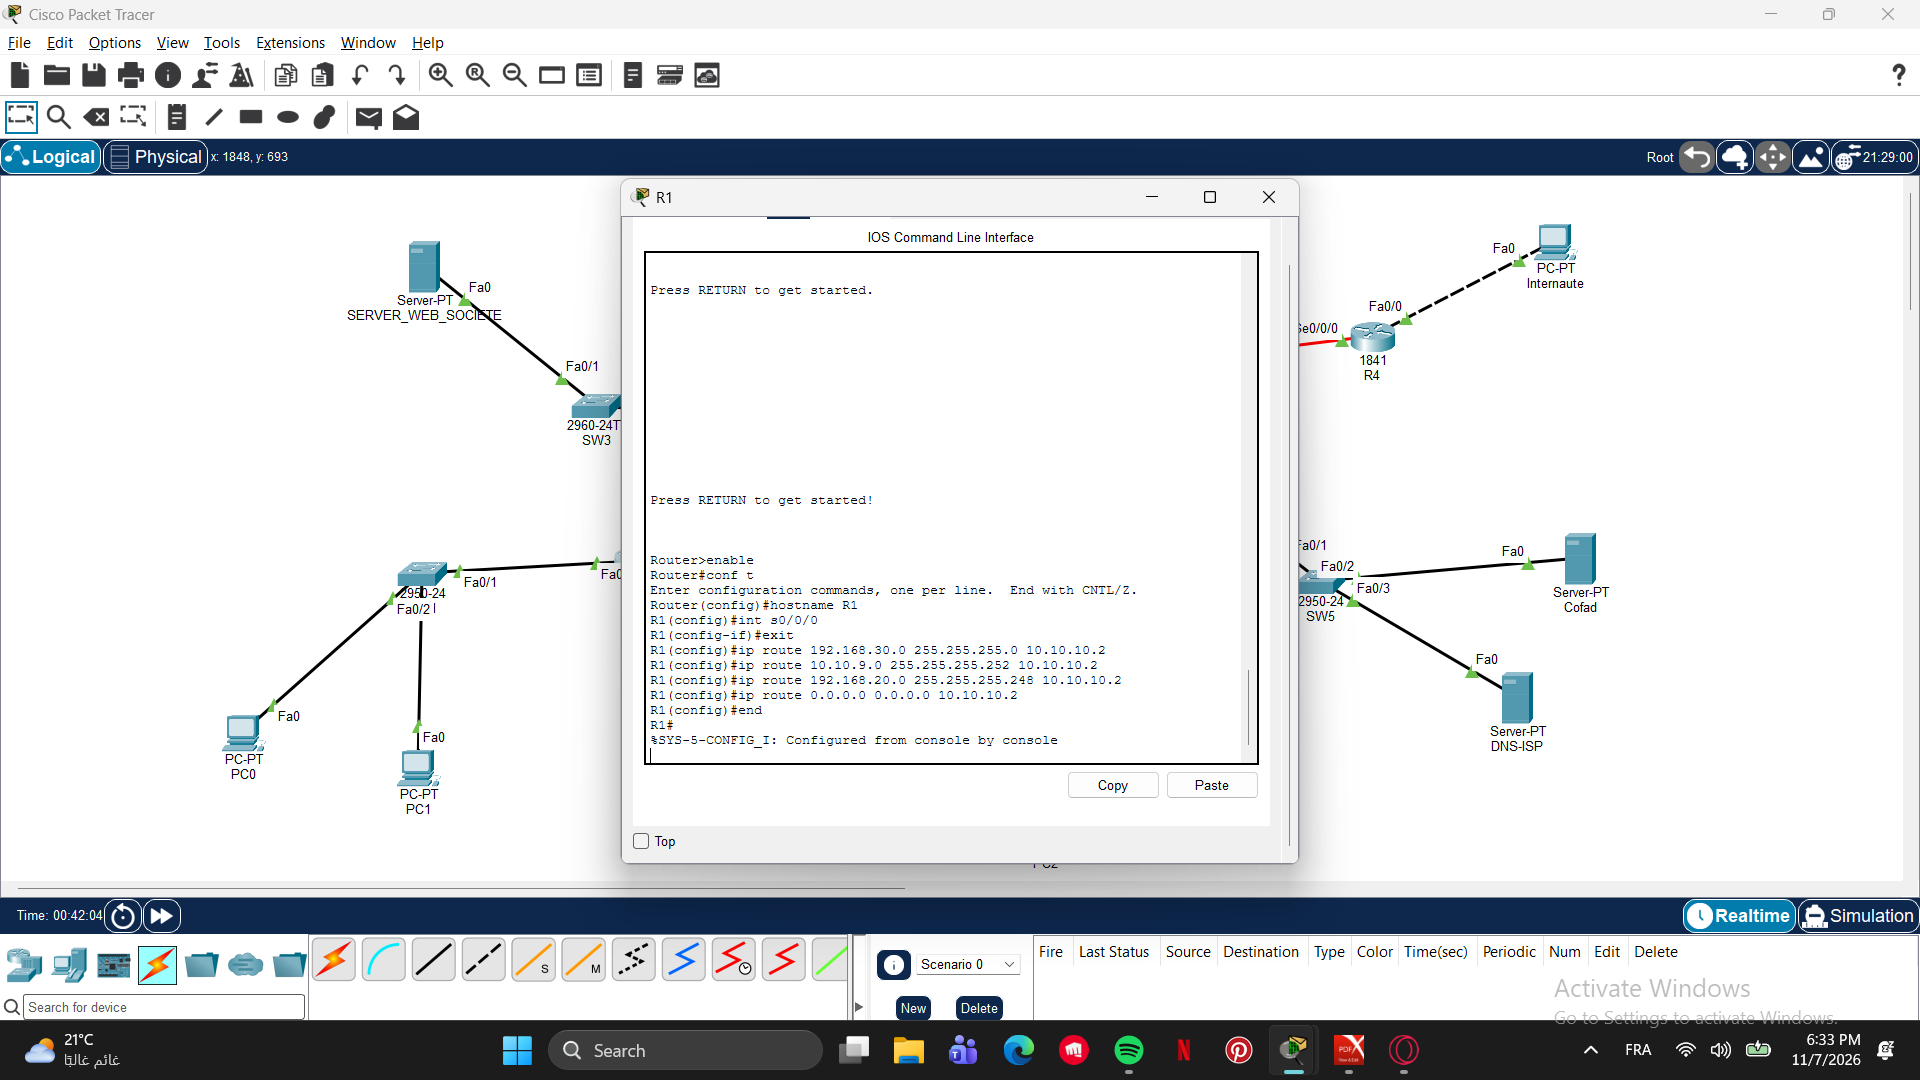 Cisco Packet Tracer
File Edit Options View Tools Extensions Window Help
Logical Physical x: 1848, y: 693
Root 21:29:00
R1
IOS Command Line Interface
Press RETURN to get started.
Press RETURN to get started!
Router>enable
Router#conf t
Enter configuration commands, one per line.  End with CNTL/Z.
Router(config)#hostname R1
R1(config)#int s0/0/0
R1(config-if)#exit
R1(config)#ip route 192.168.30.0 255.255.255.0 10.10.10.2
R1(config)#ip route 10.10.9.0 255.255.255.252 10.10.10.2
R1(config)#ip route 192.168.20.0 255.255.255.248 10.10.10.2
R1(config)#ip route 0.0.0.0 0.0.0.0 10.10.10.2
R1(config)#end
R1#
%SYS-5-CONFIG_I: Configured from console by console
Copy Paste
Top
Fa0
Server-PT
SERVER_WEB_SOCIETE
Fa0/1
2960-24T
SW3
Fa0/1
2950-24
Fa0/2
Fa0
PC-PT
PC0
Fa0
PC-PT
PC1
Fa0
PC-PT
Internaute
Fa0/0
Se0/0/0
1841
R4
Fa0/1
Fa0/2
Fa0/3
2950-24
SW5
Fa0
Server-PT
Cofad
Fa0
Server-PT
DNS-ISP
PC2
Time: 00:42:04
Realtime Simulation
S M
Search for device
Scenario 0
New Delete
Fire Last Status Source Destination Type Color Time(sec) Periodic Num Edit Delete
Activate Windows
Go to Settings to activate Windows.
21°C
غائم غالبًا
Search
PDF
FRA
6:33 PM
11/7/2026